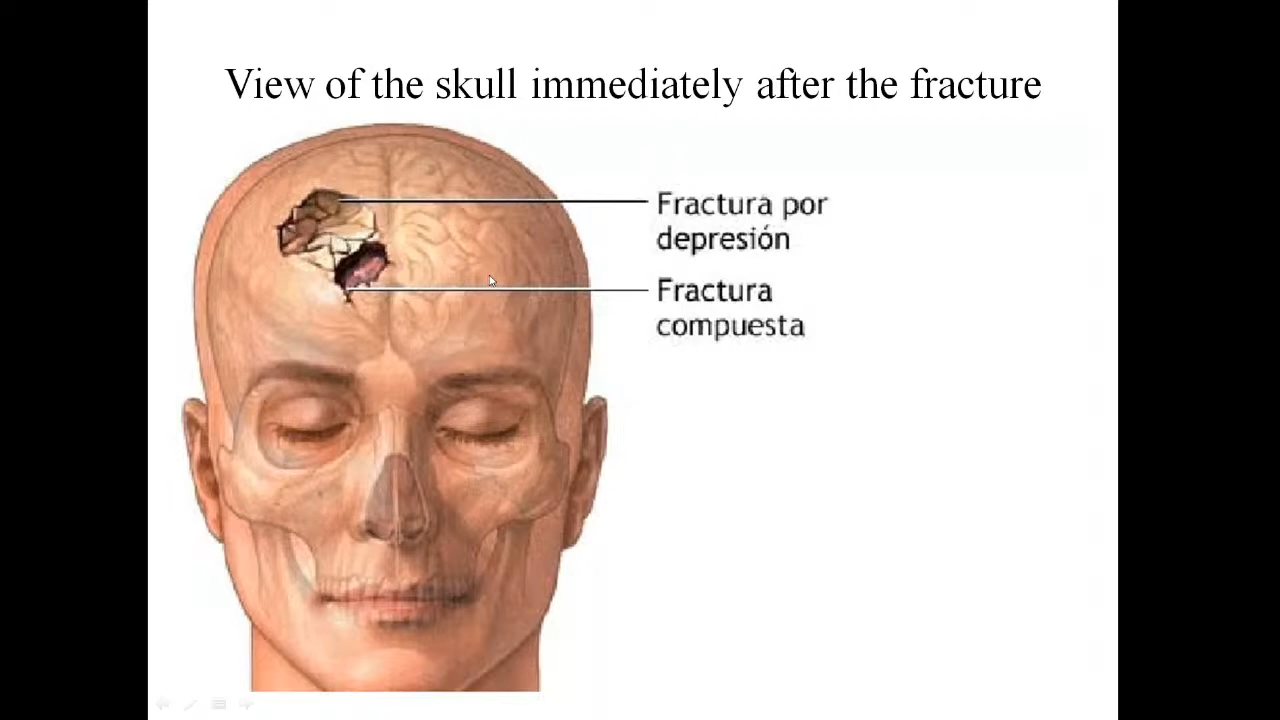 View of the skull immediately after the fracture
Fractura por
depresión
Fractura
compuesta